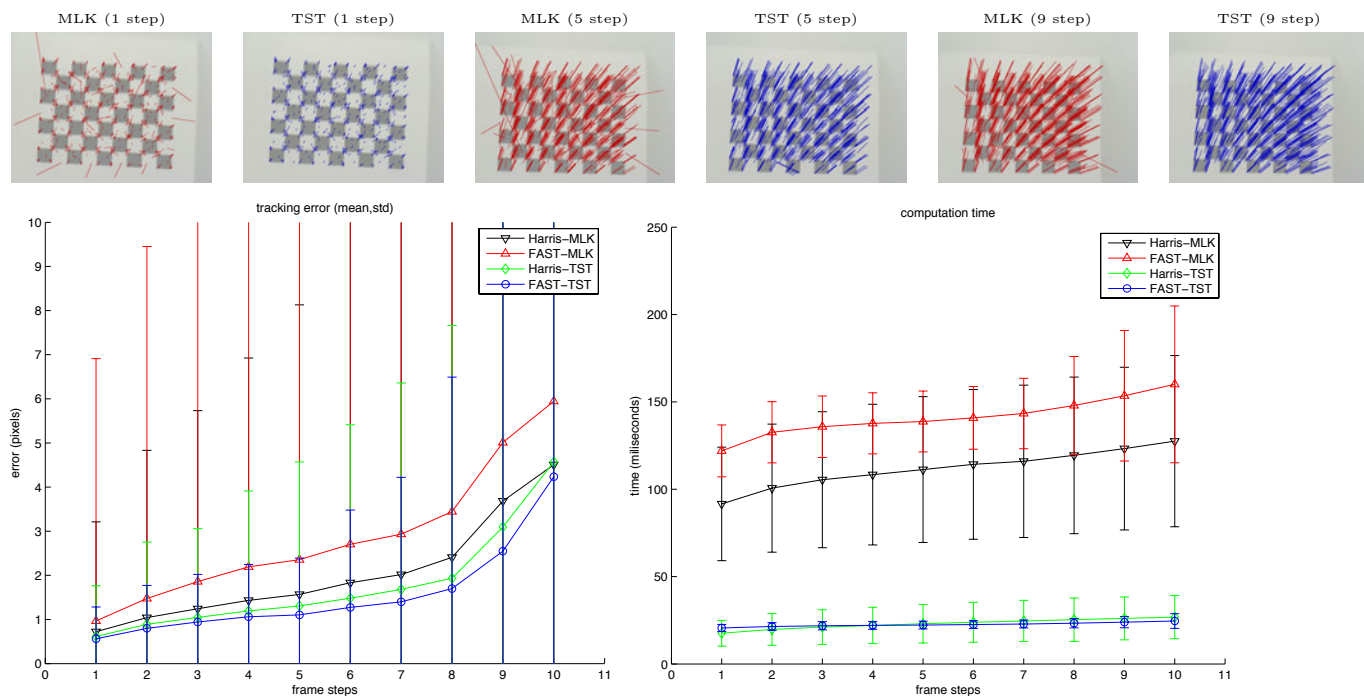 MLK (1 step) TST (1 step) MLK (5 step) TST (5 step) MLK (9 step) TST (9 step)
tracking error (mean,std)
10
9
8
7
6
5
4
3
2
1
0
error (pixels)
Harris−MLK
FAST−MLK
Harris−TST
FAST−TST
1 2 3 4 5 6 7 8 9 10 11
frame steps
computation time
250
200
150
100
50
0
time (miliseconds)
Harris−MLK
FAST−MLK
Harris−TST
FAST−TST
1 2 3 4 5 6 7 8 9 10 11
frame steps